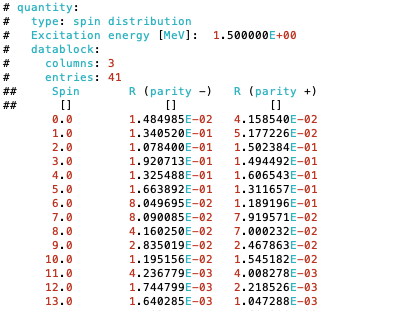 # quantity:
#   type: spin distribution
#   Excitation energy [MeV]:  1.500000E+00
#   datablock:
#     columns: 3
#     entries: 41
##     Spin       R (parity -)   R (parity +)
##      []             []             []
0.0   1.484985E-02   4.158540E-02
1.0   1.340520E-01   5.177226E-02
2.0   1.078400E-01   1.502384E-01
3.0   1.920713E-01   1.494492E-01
4.0   1.325488E-01   1.606543E-01
5.0   1.663892E-01   1.311657E-01
6.0   8.049695E-02   1.189196E-01
7.0   8.090085E-02   7.919571E-02
8.0   4.160250E-02   7.000232E-02
9.0   2.835019E-02   2.467863E-02
10.0   1.195156E-02   1.545182E-02
11.0   4.236779E-03   4.008278E-03
12.0   1.744799E-03   2.218526E-03
13.0   1.640285E-03   1.047288E-03